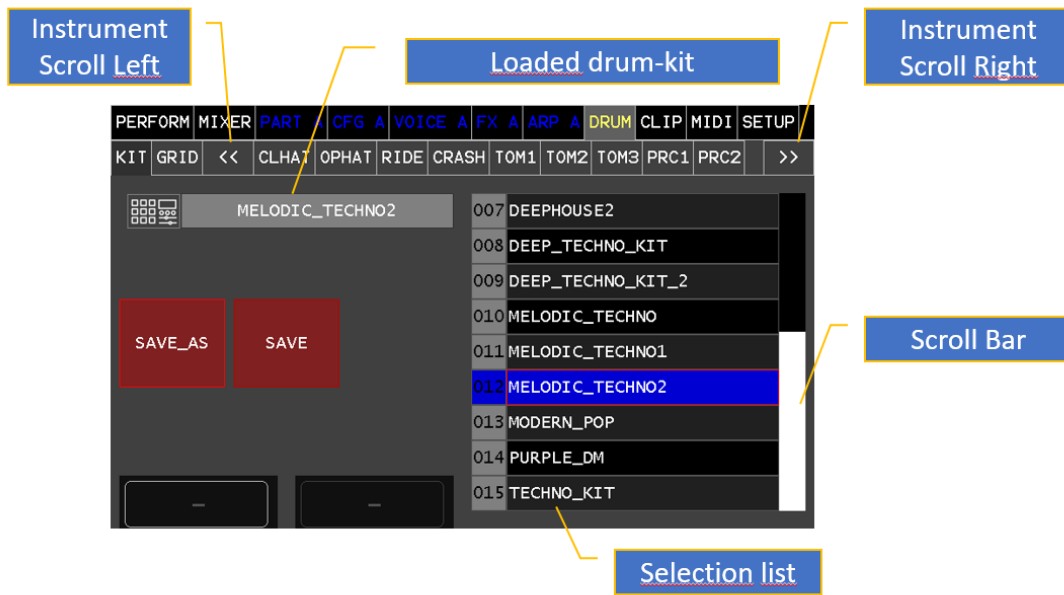 Instrument
Scroll Left
Loaded drum-kit
Instrument
Scroll Right
PERFORM MIXER PART A CFG A VOICE A FX A ARP A DRUM CLIP MIDI SETUP
KIT GRID << CLHAT OPHAT RIDE CRASH TOM1 TOM2 TOM3 PRC1 PRC2 >>
MELODIC_TECHNO2
007 DEEPHOUSE2
008 DEEP_TECHNO_KIT
009 DEEP_TECHNO_KIT_2
010 MELODIC_TECHNO
SAVE_AS SAVE
011 MELODIC_TECHNO1
Scroll Bar
012 MELODIC_TECHNO2
013 MODERN_POP
014 PURPLE_DM
015 TECHNO_KIT
– –
Selection list